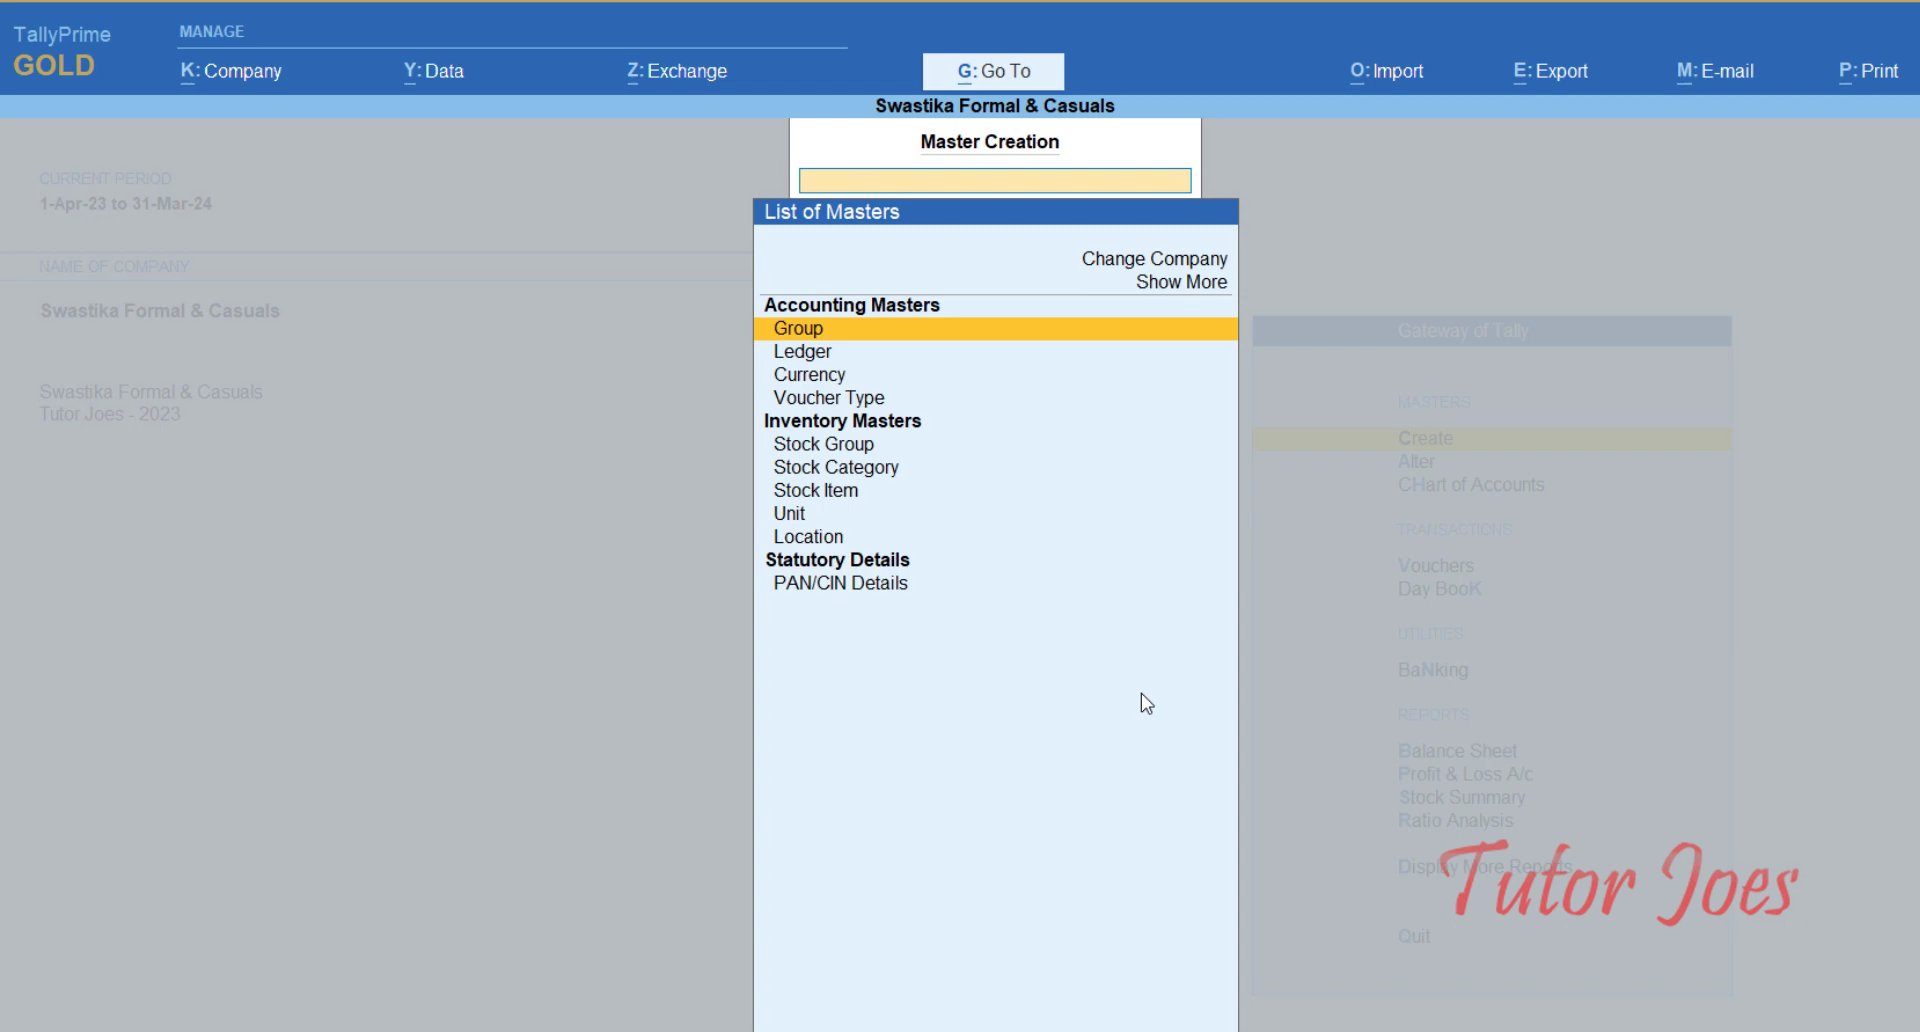 TallyPrime
GOLD
MANAGE
K: Company
Y: Data
Z: Exchange
G: Go To
O: Import
E: Export
M: E-mail
P: Print
Swastika Formal & Casuals
Master Creation
CURRENT PERIOD
1-Apr-23 to 31-Mar-24
NAME OF COMPANY
Swastika Formal & Casuals
Swastika Formal & Casuals
Tutor Joes - 2023
List of Masters
Change Company
Show More
Accounting Masters
Group
Ledger
Currency
Voucher Type
Inventory Masters
Stock Group
Stock Category
Stock Item
Unit
Location
Statutory Details
PAN/CIN Details
Gateway of Tally
MASTERS
Create
Alter
CHart of Accounts
TRANSACTIONS
Vouchers
Day BooK
UTILITIES
BaNking
REPORTS
Balance Sheet
Profit & Loss A/c
Stock Summary
Ratio Analysis
Display More Reports
Quit
Tutor Joes